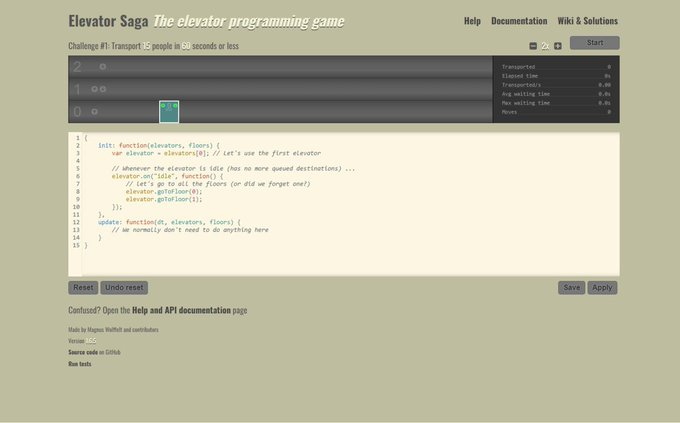 Elevator Saga The elevator programming game
Help Documentation Wiki & Solutions
Challenge #1: Transport 15 people in 60 seconds or less
2x
Start
2
1
0
Transported 0
Elapsed time 0s
Transported/s 0.00
Avg waiting time 0.0s
Max waiting time 0.0s
Moves 0
1 {
2 init: function(elevators, floors) {
3 var elevator = elevators[0]; // Let's use the first elevator
4
5 // Whenever the elevator is idle (has no more queued destinations) ...
6 elevator.on("idle", function() {
7 // let's go to all the floors (or did we forget one?)
8 elevator.goToFloor(0);
9 elevator.goToFloor(1);
10 });
11 },
12 update: function(dt, elevators, floors) {
13 // We normally don't need to do anything here
14 }
15 }
Reset Undo reset Save Apply
Confused? Open the Help and API documentation page
Made by Magnus Wolffelt and contributors
Version 1.6.5
Source code on GitHub
Run tests